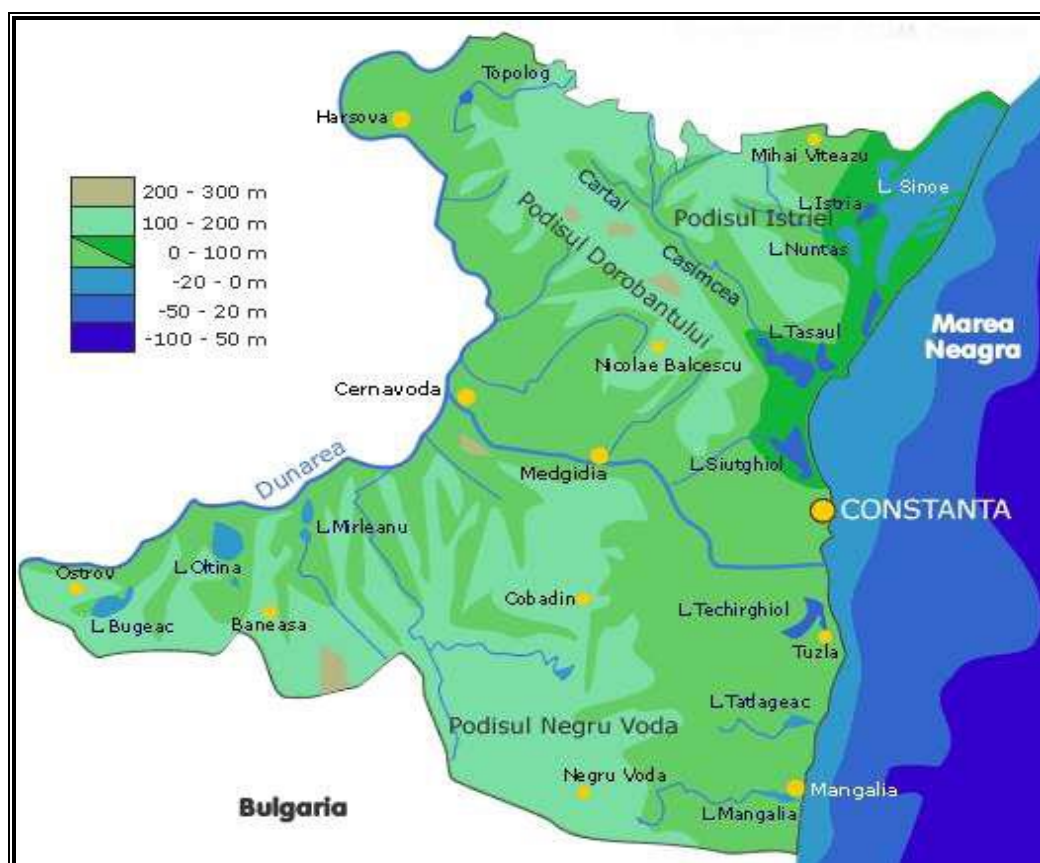 Topolog
Harsova
Mihai Viteazu
L. Sinoe
200 - 300 m
100 - 200 m
0 - 100 m
-20 - 0 m
-50 - 20 m
-100 - 50 m
Cartal
L.Istria
Podisul Istriei
Podisul Dorobantului
L.Nuntas
Casimcea
L.Tasaul
Marea
Neagra
Nicolae Balcescu
Cernavoda
Dunarea
Medgidia
L.Siutghiol
CONSTANTA
L.Mirleanu
Ostrov
L.Oltina
L.Bugeac
Baneasa
Cobadin
L.Techirghiol
Tuzla
L.Tatlageac
Podisul Negru Voda
Negru Voda
Mangalia
L.Mangalia
Bulgaria